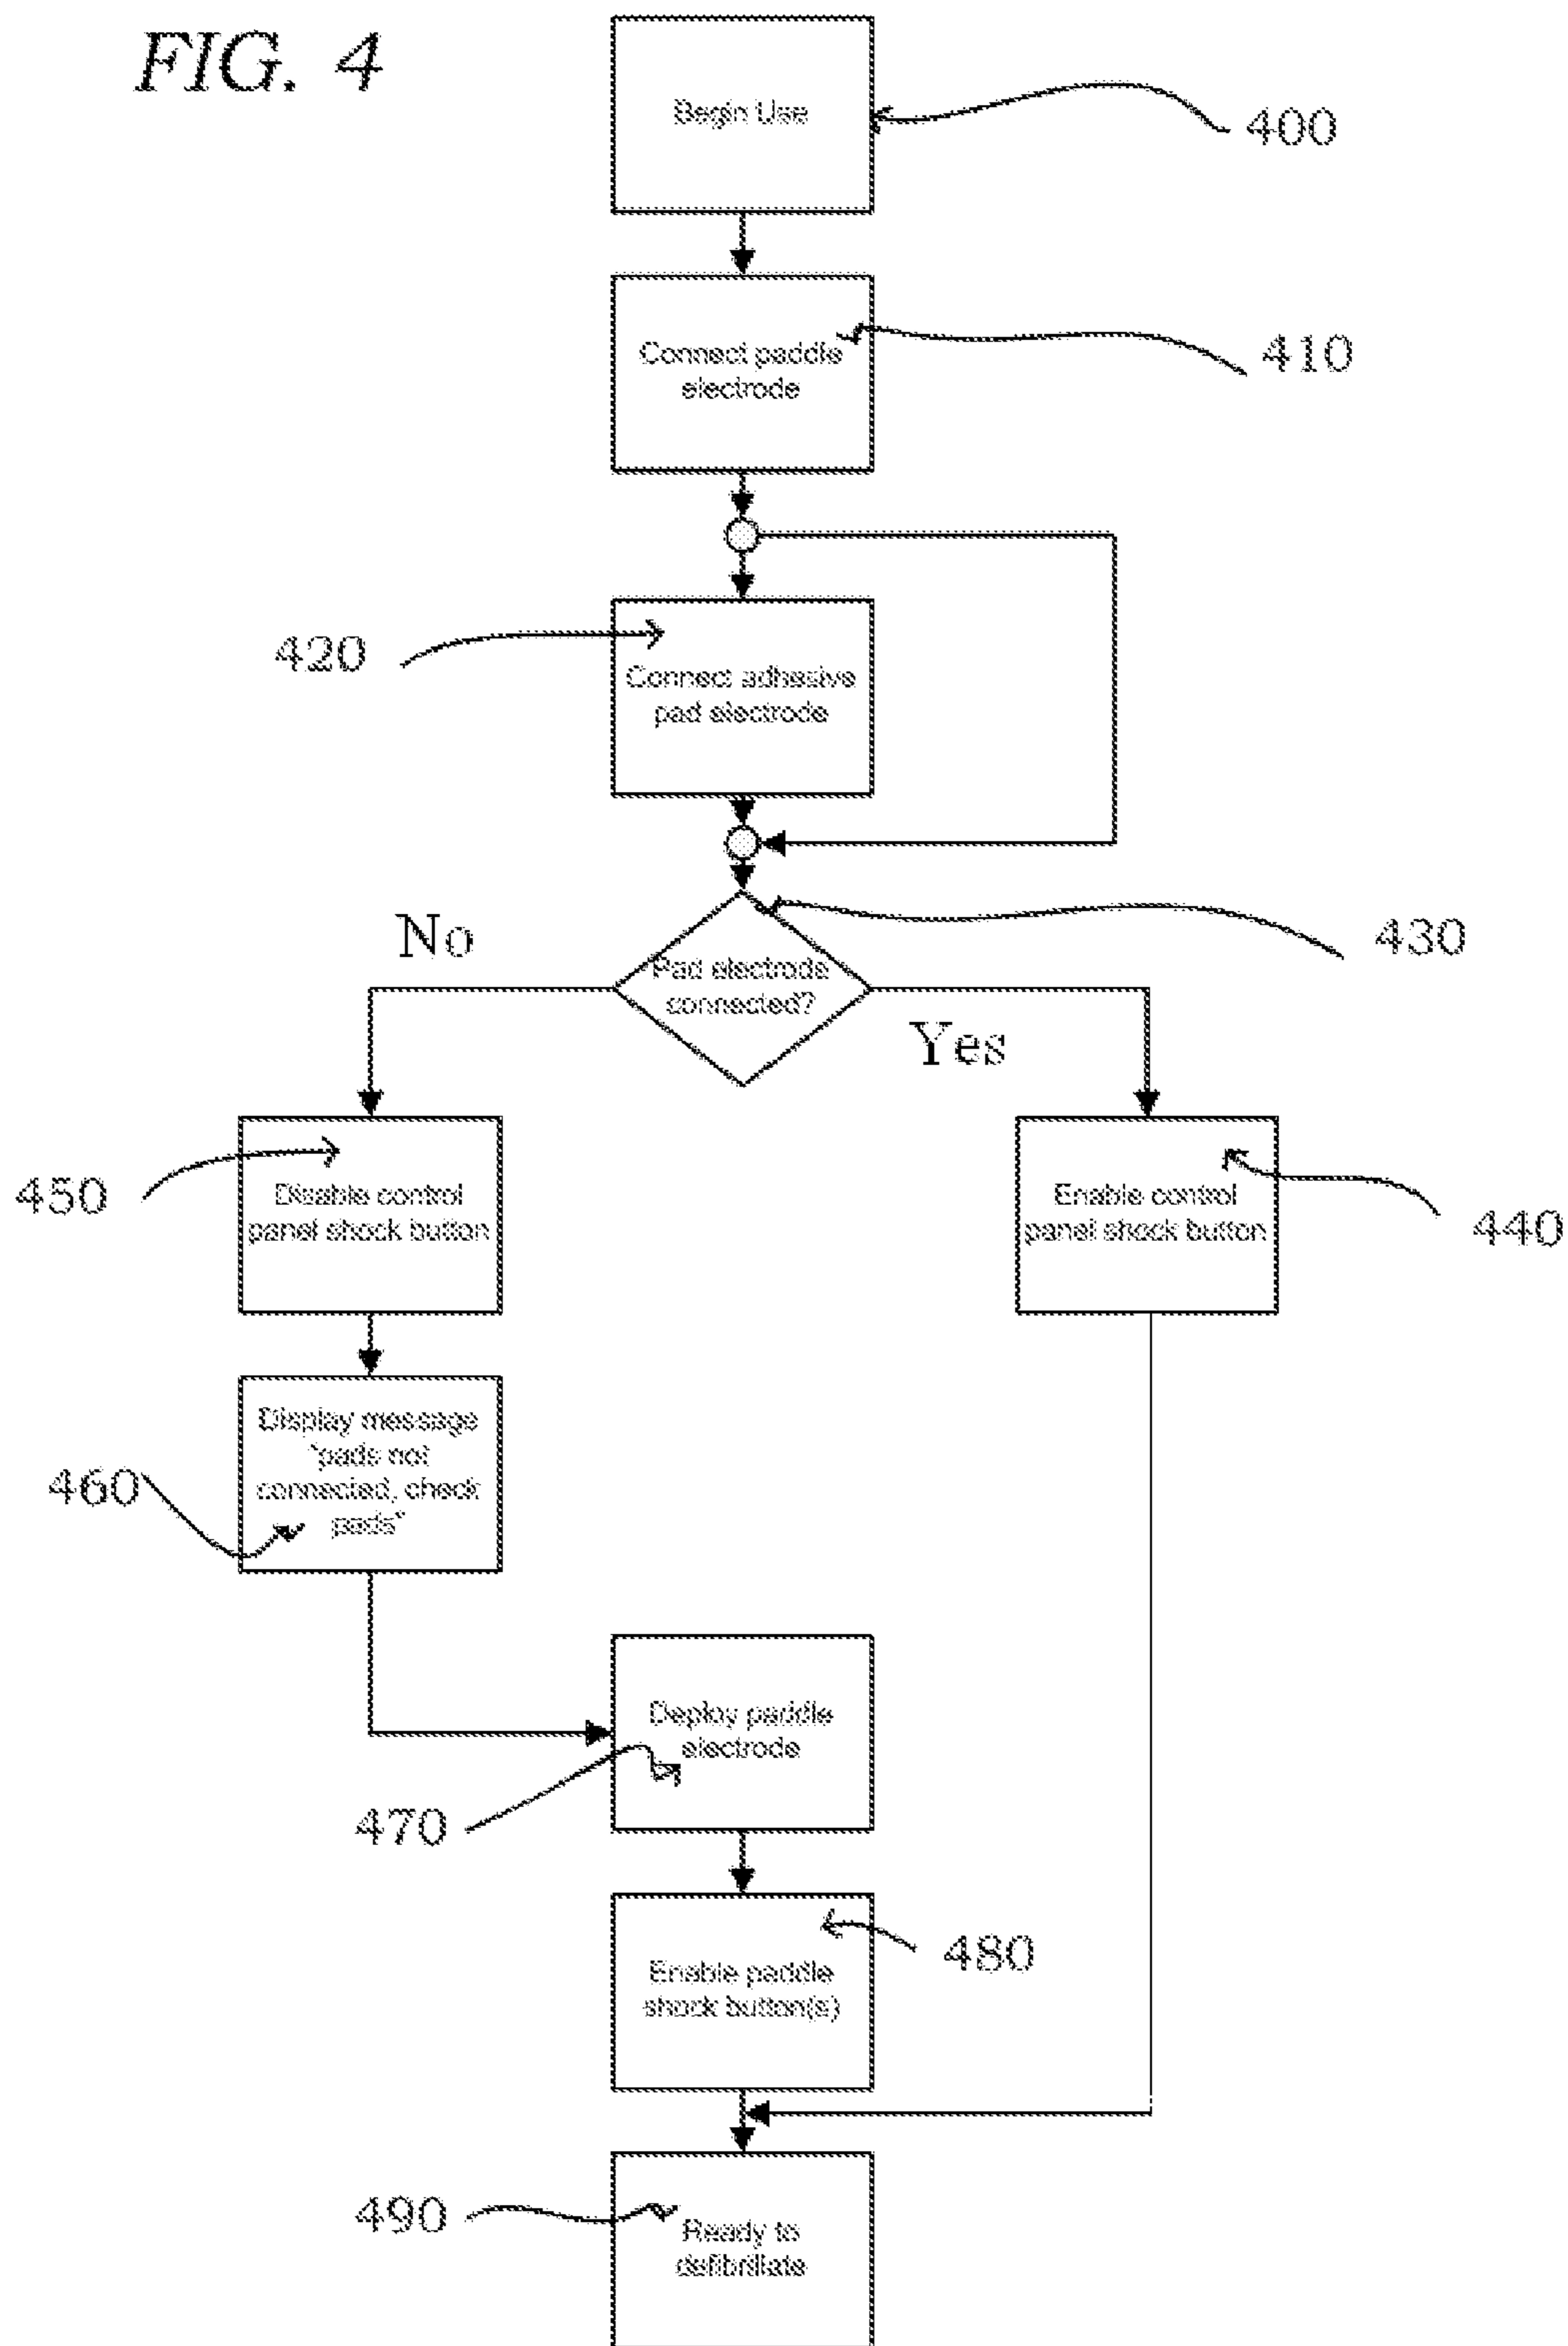 FIG. 4
Begin Use
400
Connect paddle
electrode
410
420
Connect adhesive
pad electrode
430
No
Pad electrode
connected?
Yes
450
Disable control
panel shock button
Enable control
panel shock button
440
Display message
"pads not
connected, check
pads"
460
Deploy paddle
electrode
470
480
Enable paddle
shock button(s)
490
Ready to
defibrillate